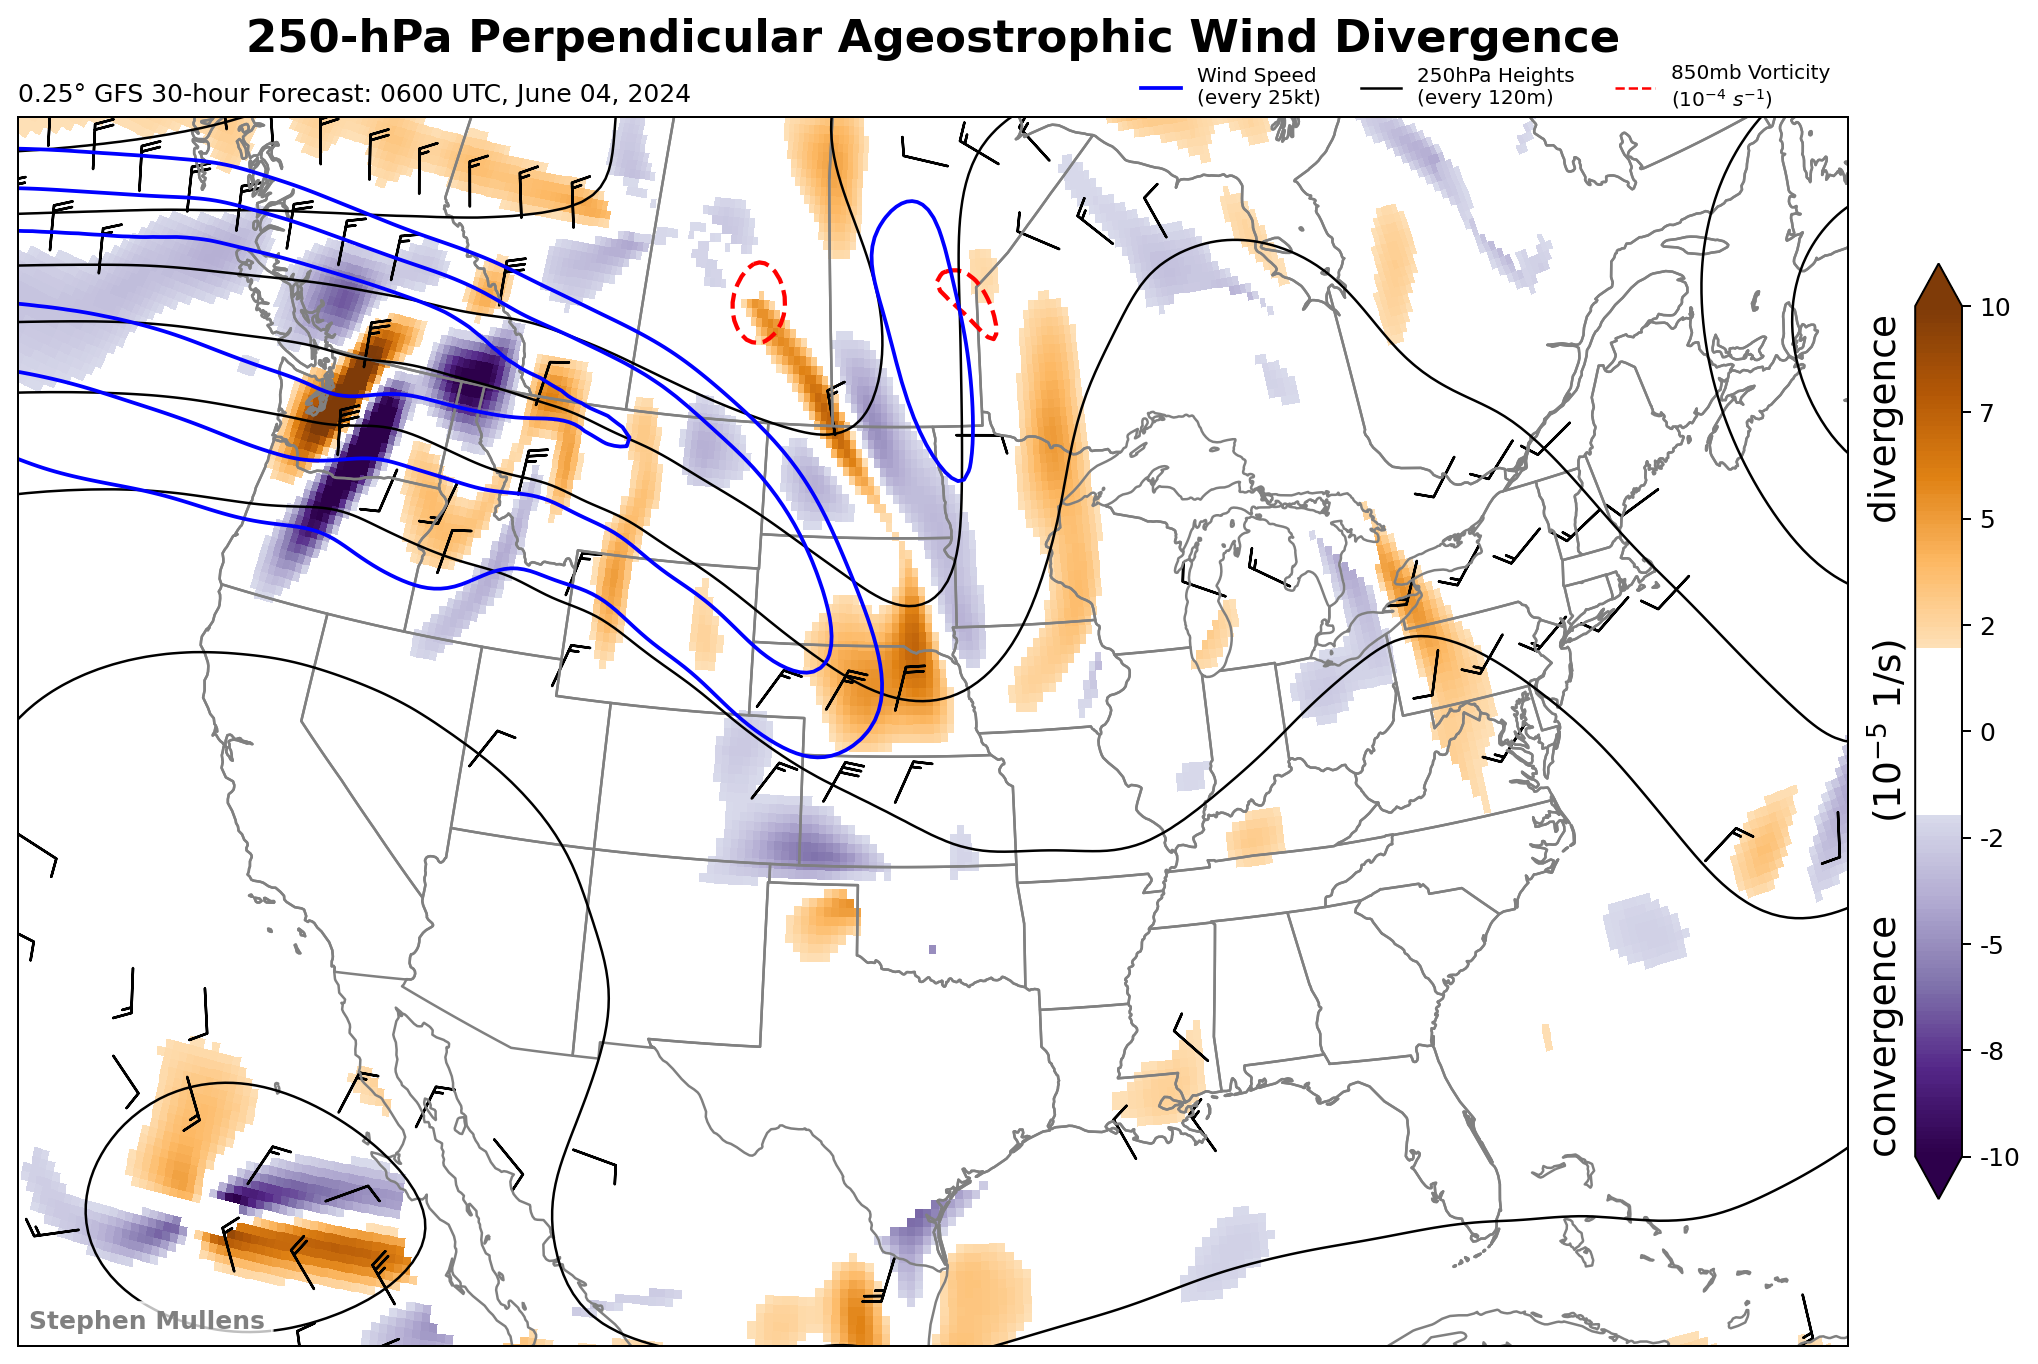 250-hPa Perpendicular Ageostrophic Wind Divergence
0.25° GFS 30-hour Forecast: 0600 UTC, June 04, 2024
Wind Speed
(every 25kt)
250hPa Heights
(every 120m)
850mb Vorticity
(10⁻⁴ s⁻¹)
10
7
5
2
0
-2
-5
-8
-10
convergence (10⁻⁵ 1/s) divergence
Stephen Mullens